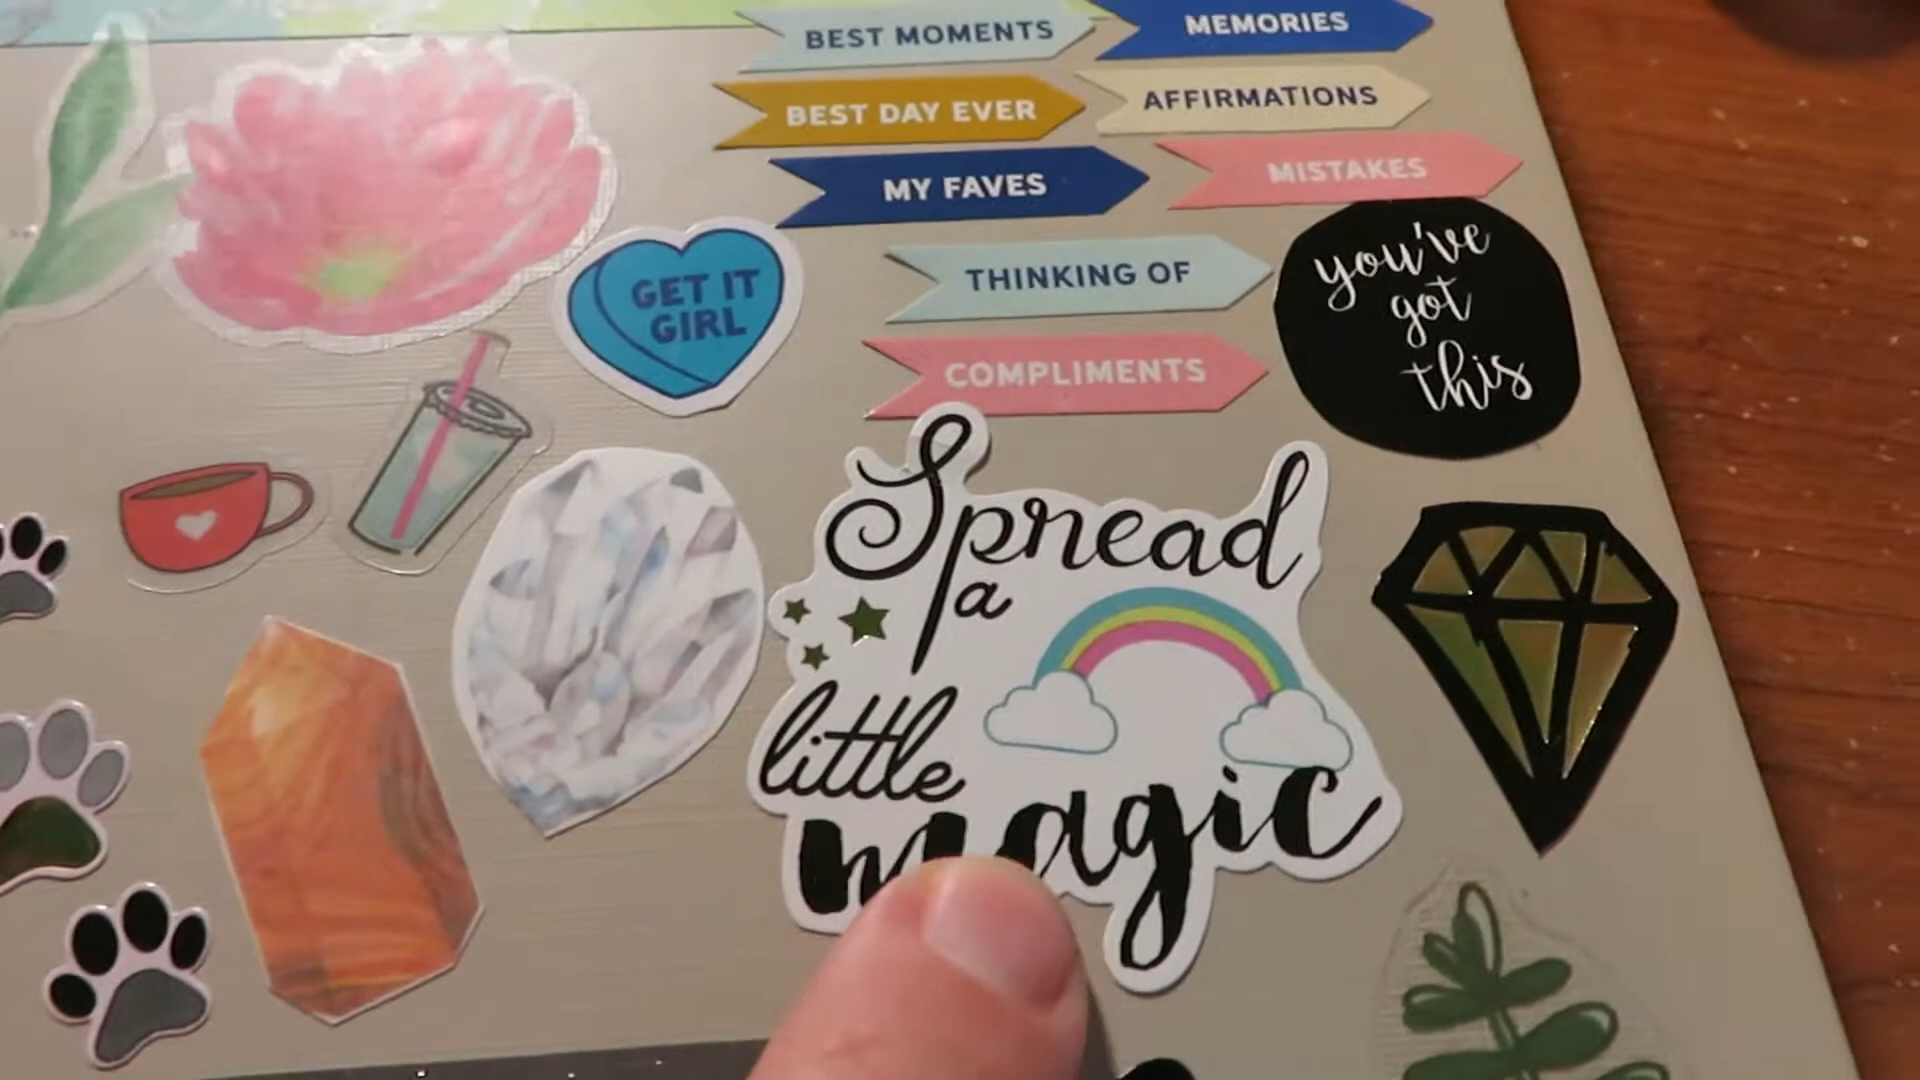 BEST MOMENTS
MEMORIES
BEST DAY EVER
AFFIRMATIONS
MY FAVES
MISTAKES
GET IT
GIRL
THINKING OF
COMPLIMENTS
you've
got
this
Spread
a
little
magic